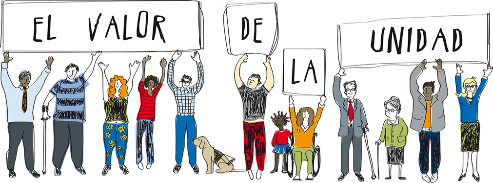 EL VALOR DE LA UNIDAD